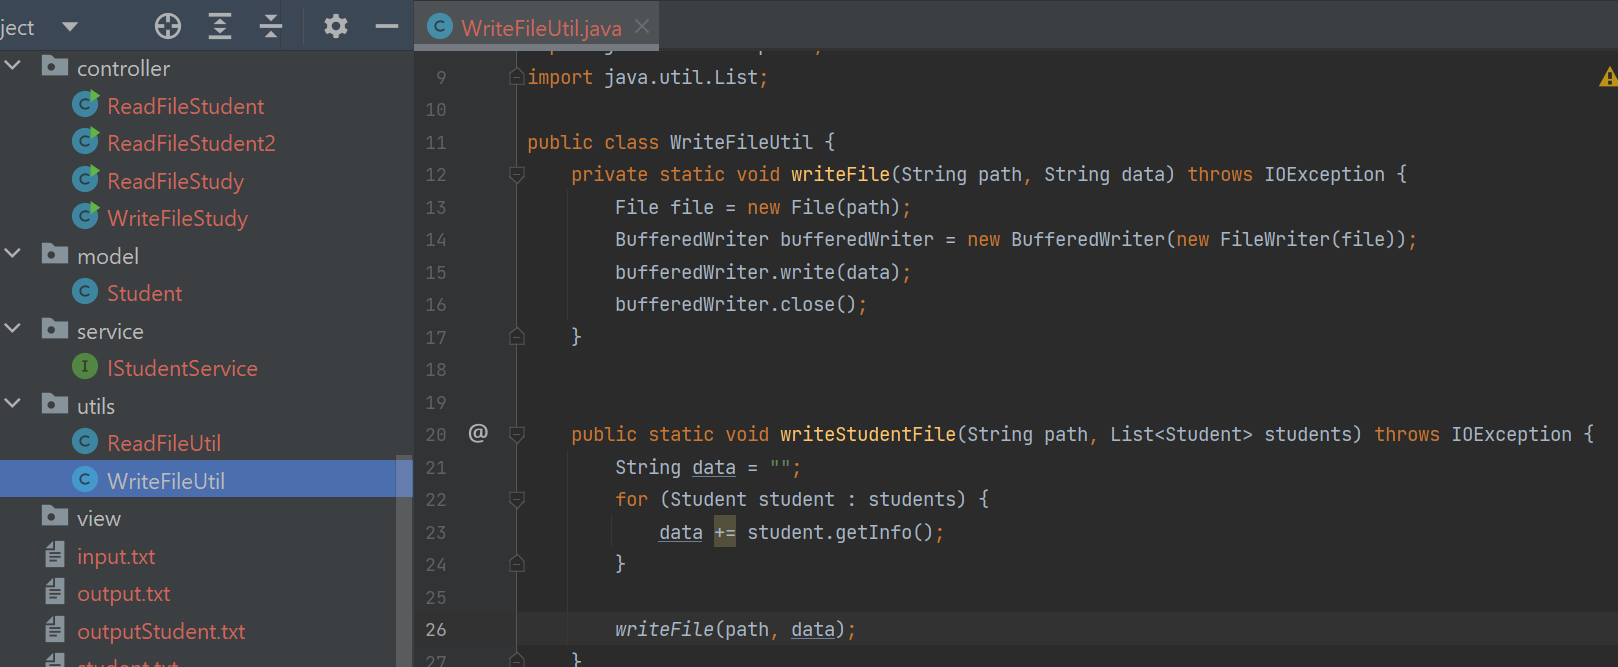 ject
controller
ReadFileStudent
ReadFileStudent2
ReadFileStudy
WriteFileStudy
model
Student
service
IStudentService
utils
ReadFileUtil
WriteFileUtil
view
input.txt
output.txt
outputStudent.txt
student.txt
WriteFileUtil.java
9 import java.util.List;
10
11 public class WriteFileUtil {
12 private static void writeFile(String path, String data) throws IOException {
13 File file = new File(path);
14 BufferedWriter bufferedWriter = new BufferedWriter(new FileWriter(file));
15 bufferedWriter.write(data);
16 bufferedWriter.close();
17 }
18
19
20 @ public static void writeStudentFile(String path, List<Student> students) throws IOException {
21 String data = "";
22 for (Student student : students) {
23 data += student.getInfo();
24 }
25
26 writeFile(path, data);
27 }